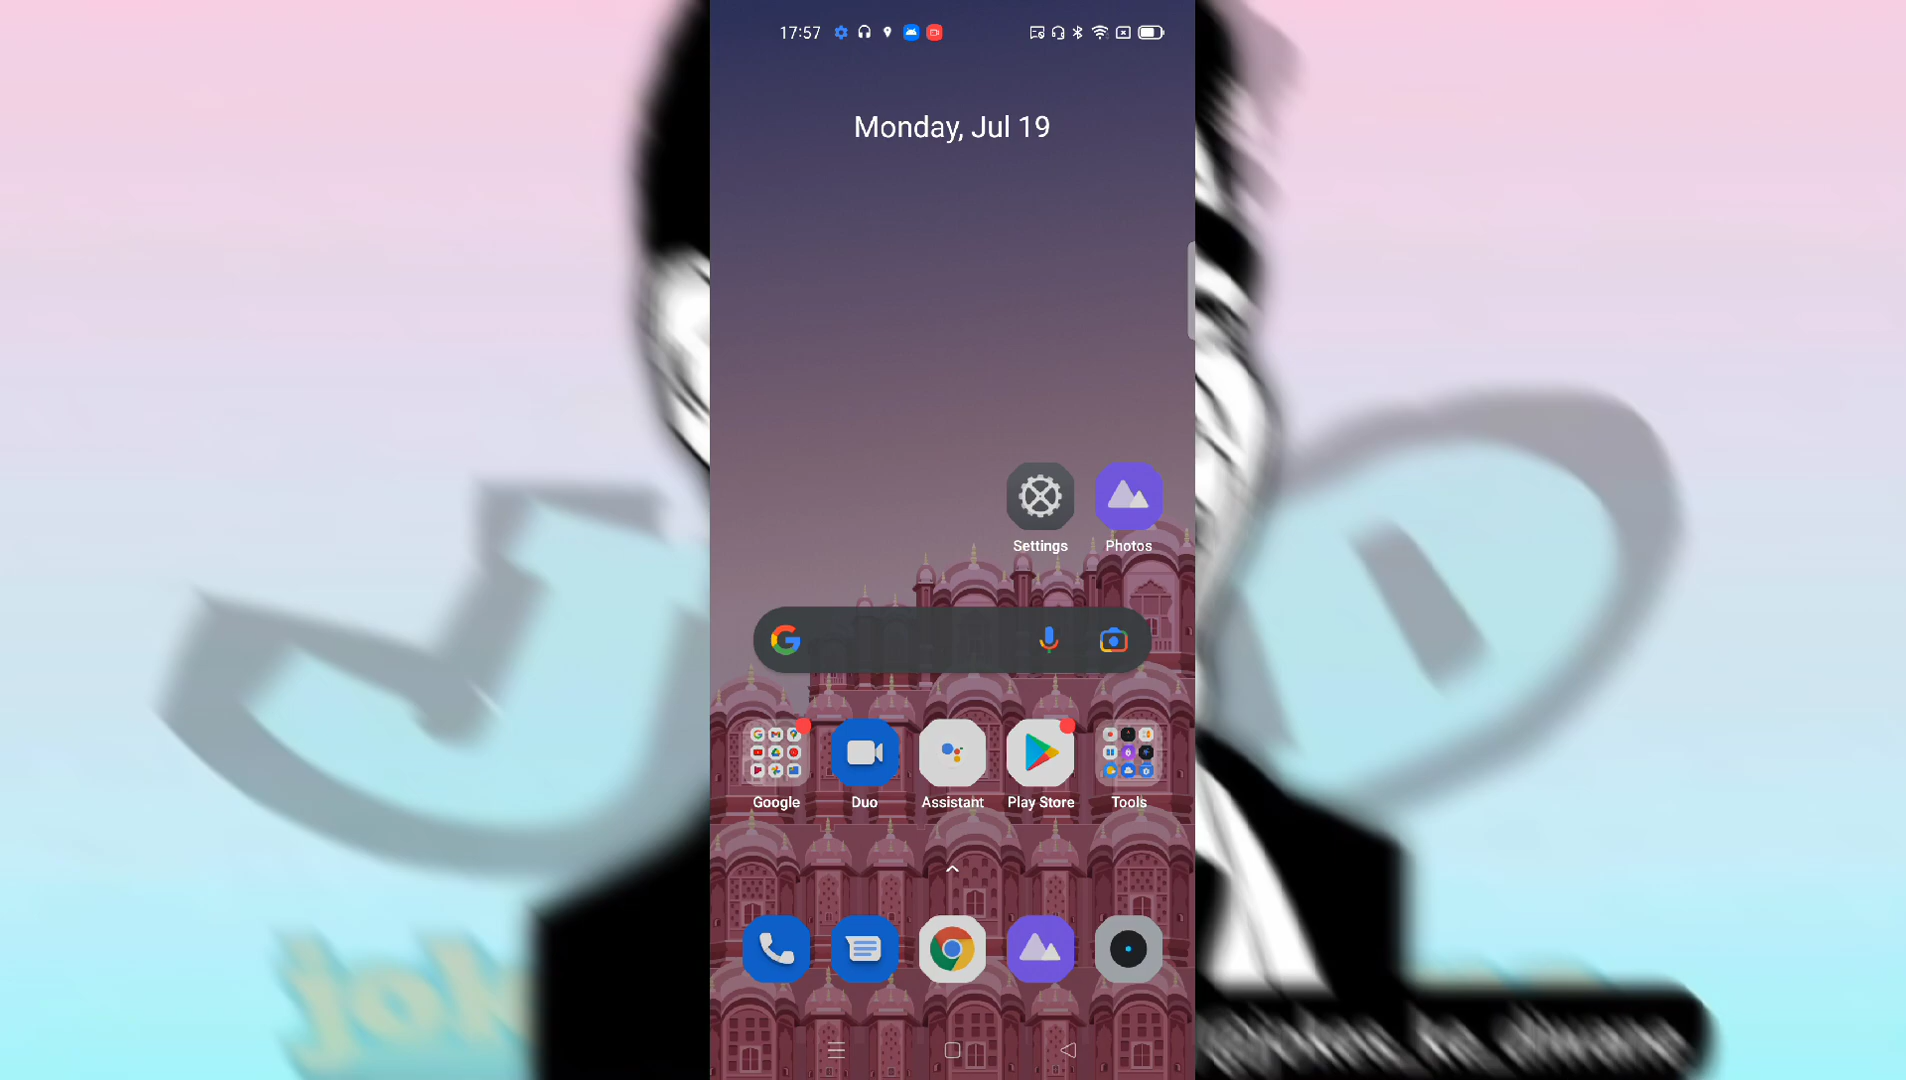 17:57
Monday, Jul 19
Settings Photos
Google Duo Assistant Play Store Tools